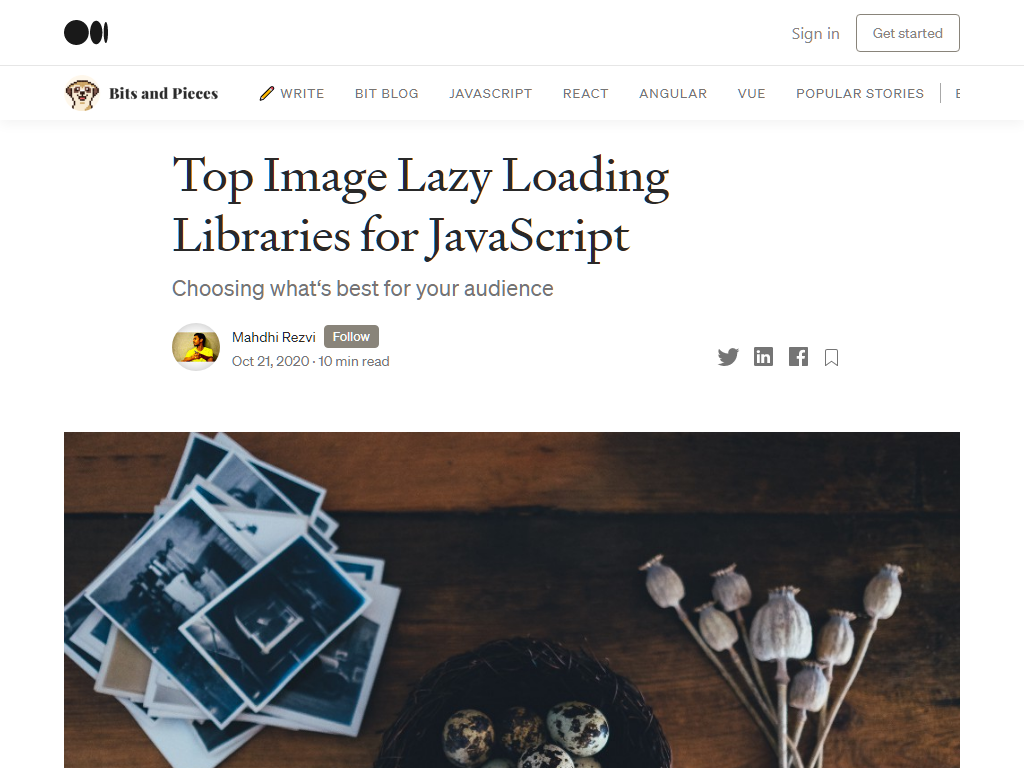 Sign in
Get started
Bits and Pieces
WRITE
BIT BLOG
JAVASCRIPT
REACT
ANGULAR
VUE
POPULAR STORIES
Top Image Lazy Loading
Libraries for JavaScript
Choosing what‘s best for your audience
Mahdhi Rezvi
Follow
Oct 21, 2020 · 10 min read